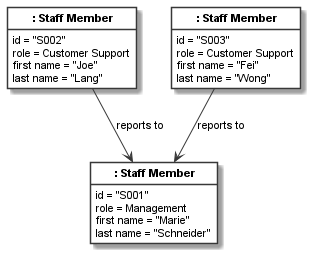 : Staff Member
id = "S002"
role = Customer Support
first name = "Joe"
last name = "Lang"
: Staff Member
id = "S003"
role = Customer Support
first name = "Fei"
last name = "Wong"
reports to
reports to
: Staff Member
id = "S001"
role = Management
first name = "Marie"
last name = "Schneider"